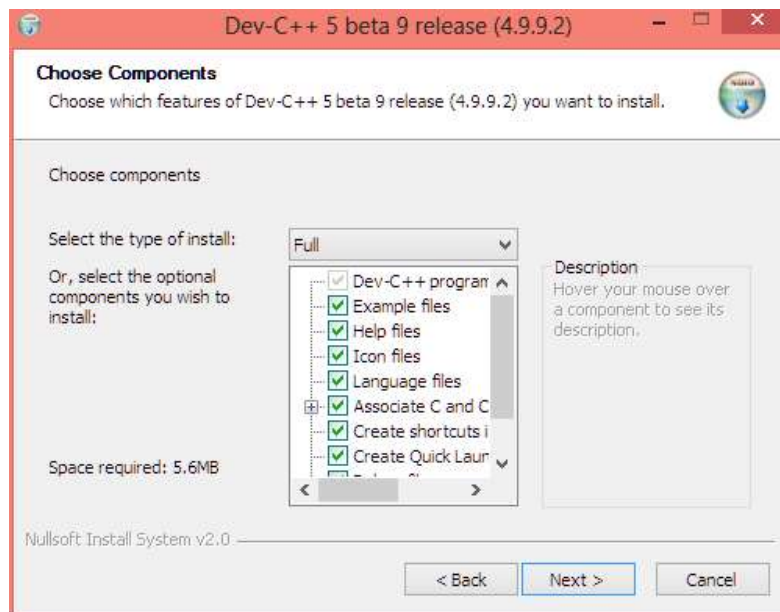 Dev-C++ 5 beta 9 release (4.9.9.2)
Choose Components
Choose which features of Dev-C++ 5 beta 9 release (4.9.9.2) you want to install.
Choose components
Select the type of install:
Full
Or, select the optional
components you wish to
install:
Dev-C++ program
Example files
Help files
Icon files
Language files
Associate C and C
Create shortcuts i
Create Quick Laun
Description
Hover your mouse over
a component to see its
description.
Space required: 5.6MB
Nullsoft Install System v2.0
< Back
Next >
Cancel